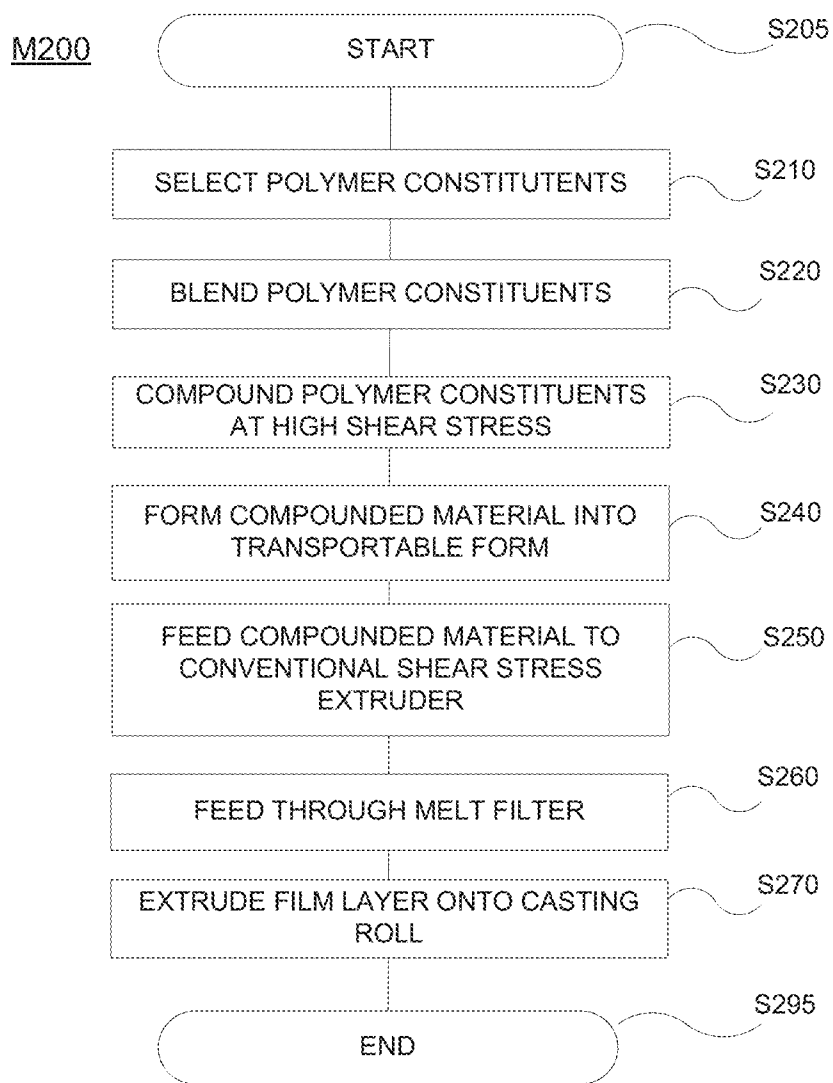 M200
START
S205
SELECT POLYMER CONSTITUTENTS
S210
BLEND POLYMER CONSTITUENTS
S220
COMPOUND POLYMER CONSTITUENTS
AT HIGH SHEAR STRESS
S230
FORM COMPOUNDED MATERIAL INTO
TRANSPORTABLE FORM
S240
FEED COMPOUNDED MATERIAL TO
CONVENTIONAL SHEAR STRESS
EXTRUDER
S250
FEED THROUGH MELT FILTER
S260
EXTRUDE FILM LAYER ONTO CASTING
ROLL
S270
END
S295